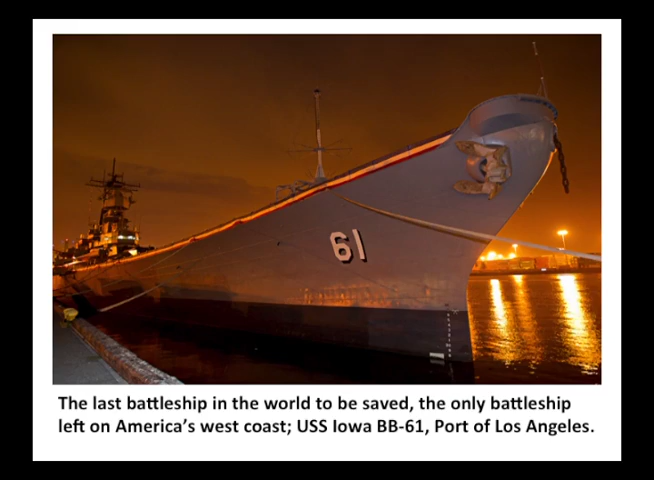 61
The last battleship in the world to be saved, the only battleship
left on America's west coast; USS Iowa BB-61, Port of Los Angeles.